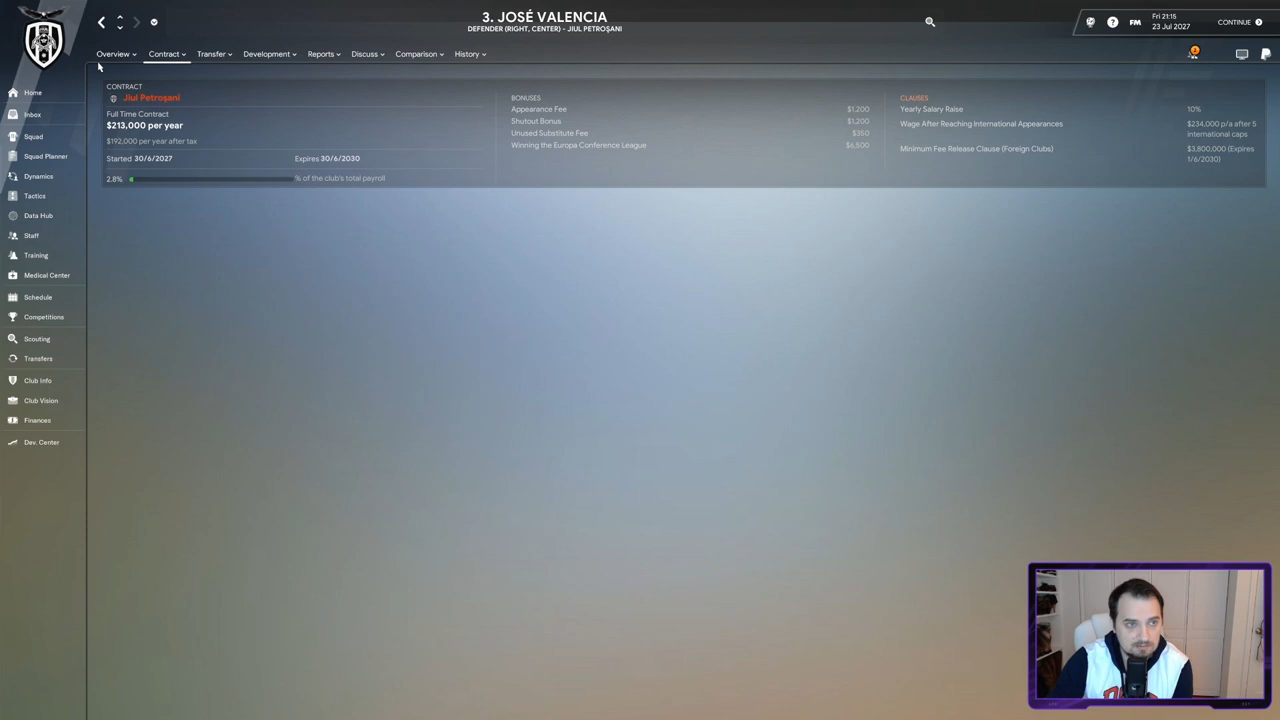 3. JOSÉ VALENCIA
DEFENDER (RIGHT, CENTER) - JIUL PETROŞANI
Fri 21:15
23 Jul 2027
FM
CONTINUE
Overview
Contract
Transfer
Development
Reports
Discuss
Comparison
History
Home
Inbox
Squad
Squad Planner
Dynamics
Tactics
Data Hub
Staff
Training
Medical Center
Schedule
Competitions
Scouting
Transfers
Club Info
Club Vision
Finances
Dev. Center
CONTRACT
Jiul Petroşani
Full Time Contract
$213,000 per year
$192,000 per year after tax
Started 30/6/2027 Expires 30/6/2030
2.8% % of the club's total payroll
BONUSES
Appearance Fee $1,200
Shutout Bonus $1,200
Unused Substitute Fee $350
Winning the Europa Conference League $6,500
CLAUSES
Yearly Salary Raise 10%
Wage After Reaching International Appearances $234,000 p/a after 5
international caps
Minimum Fee Release Clause (Foreign Clubs) $3,800,000 (Expires
1/6/2030)